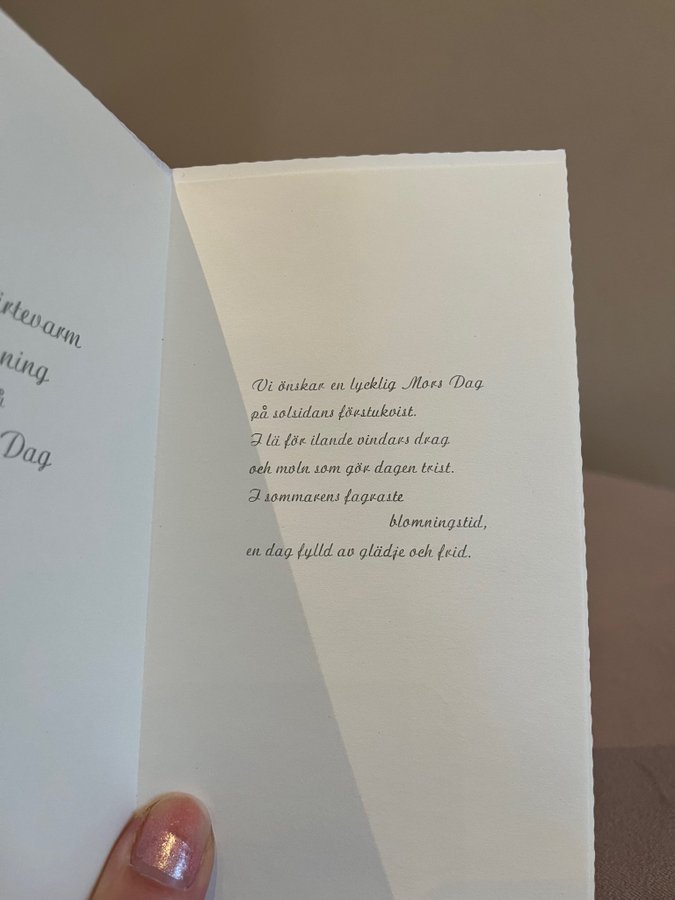 Dag
Vi önskar en lycklig Mors Dag
på solsidans förstukvist.
I lä för ilande vindars drag
och moln som gör dagen trist.
I sommarens fagraste
blomningstid,
en dag fylld av glädje och frid.